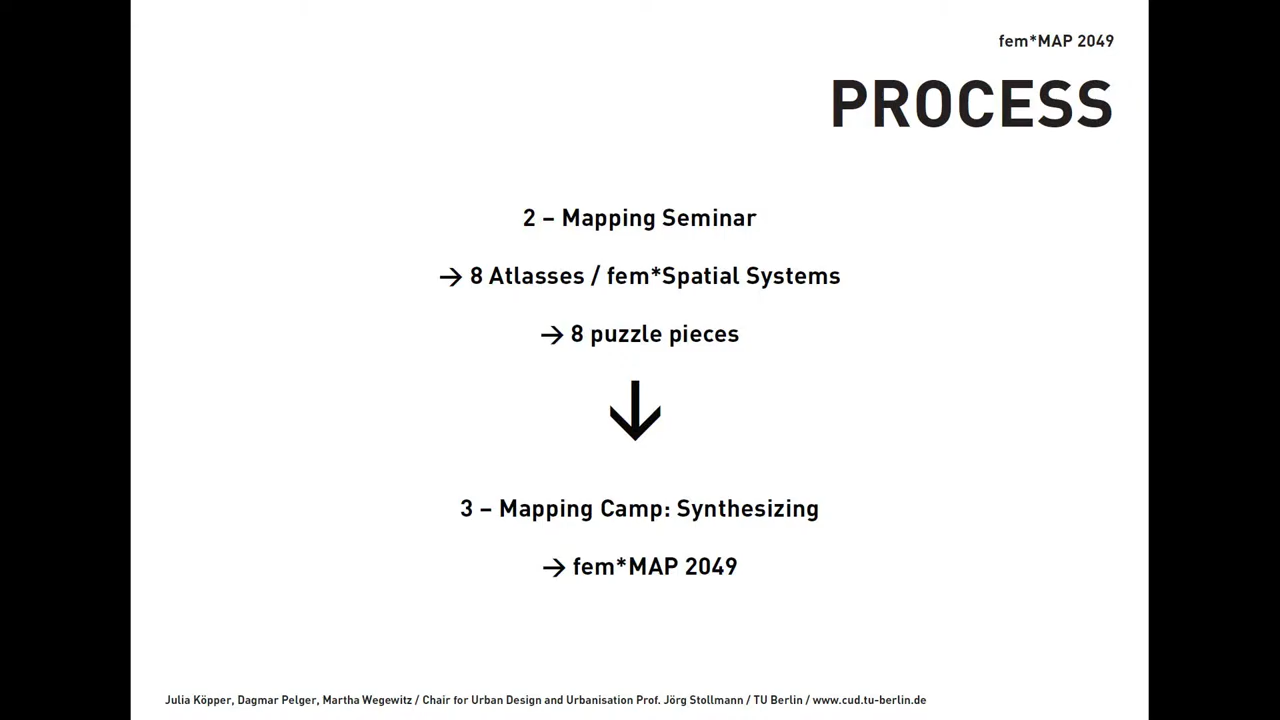 fem*MAP 2049
PROCESS
2 – Mapping Seminar
→ 8 Atlasses / fem*Spatial Systems
→ 8 puzzle pieces
↓
3 – Mapping Camp: Synthesizing
→ fem*MAP 2049
Julia Köpper, Dagmar Pelger, Martha Wegewitz / Chair for Urban Design and Urbanisation Prof. Jörg Stollmann / TU Berlin / www.cud.tu-berlin.de